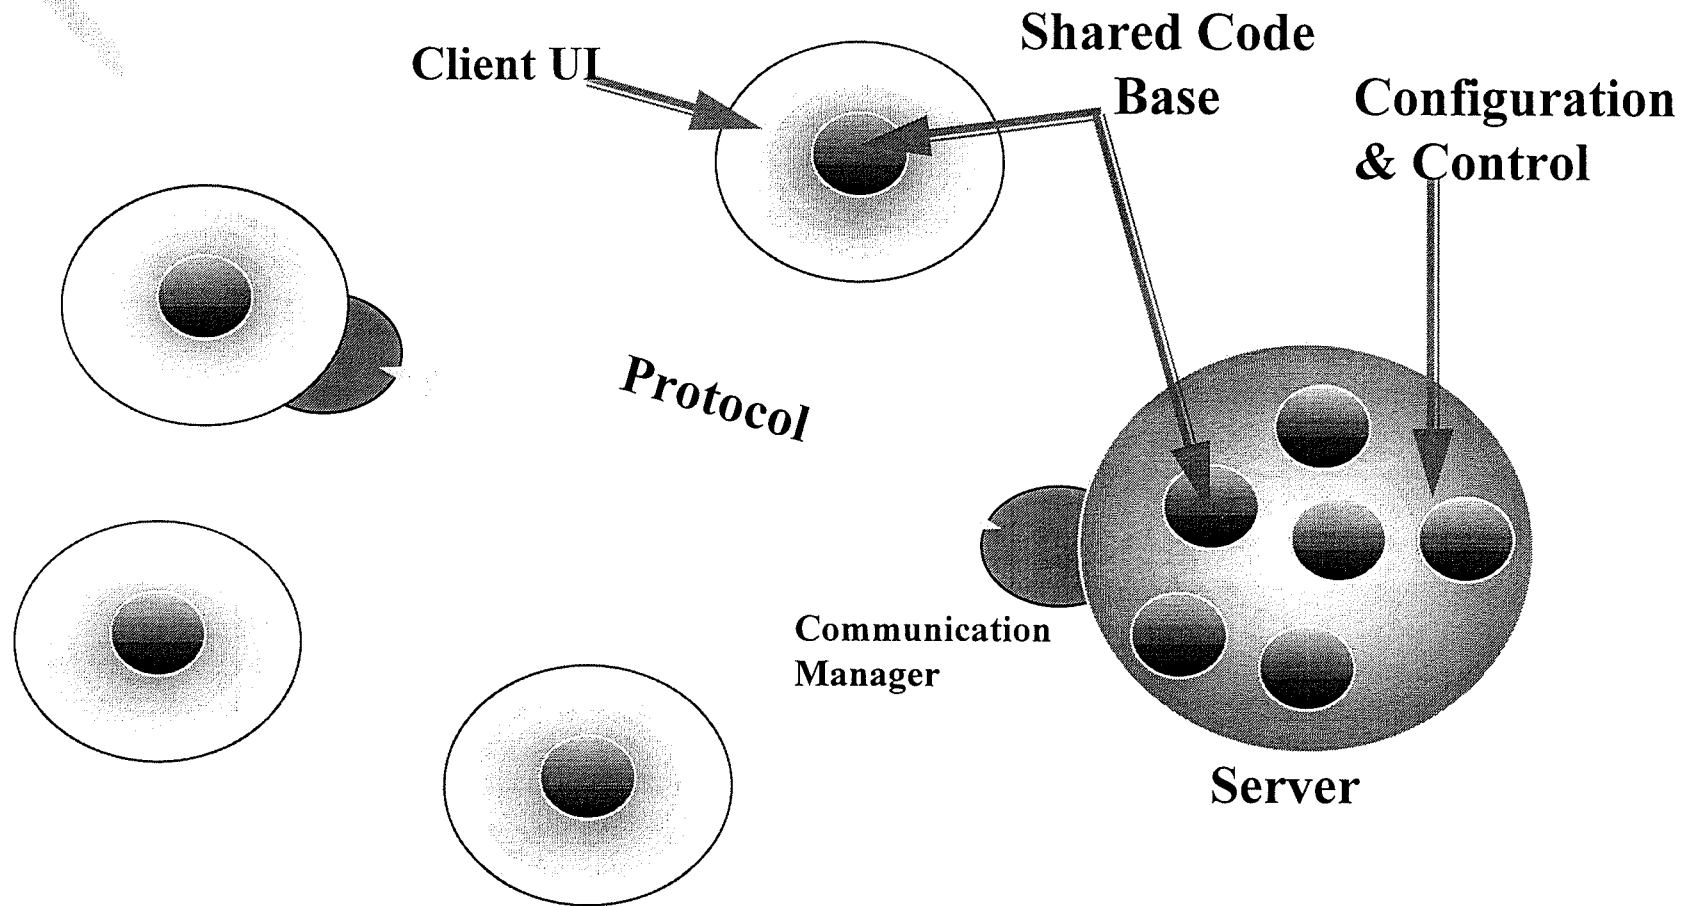 Client UI
Shared Code
Base
Configuration
& Control
Protocol
Communication
Manager
Server